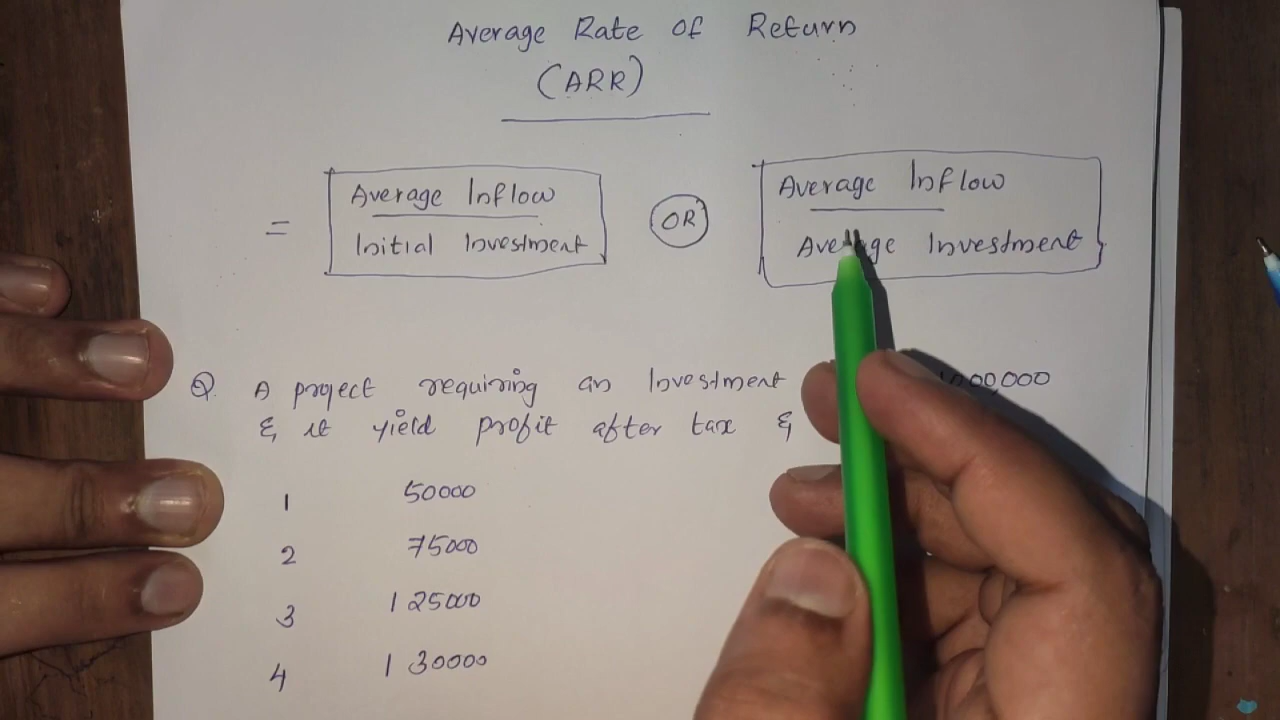 Average Rate of Return
(ARR)
= Average Inflow OR Average Inflow
Initial Investment Average Investment
Q. A project requiring an Investment
& it yield profit after tax &
1 50000
2 75000
3 125000
4 130000